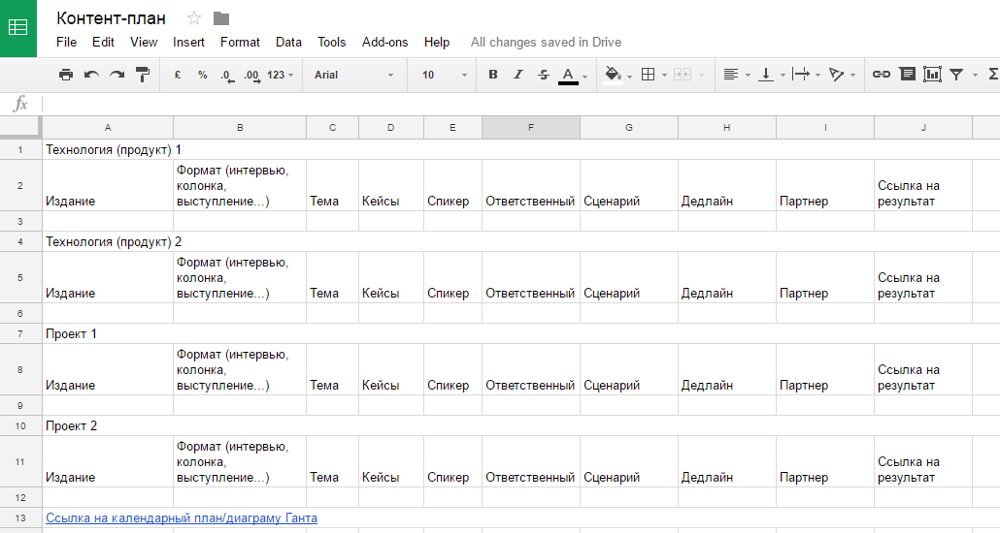 Контент-план
File Edit View Insert Format Data Tools Add-ons Help All changes saved in Drive
£ % .0 .00 123 Arial 10 B I S A Σ
fx
A B C D E F G H I J
1 Технология (продукт) 1
2 Издание Формат (интервью, колонка, выступление...) Тема Кейсы Спикер Ответственный Сценарий Дедлайн Партнер Ссылка на результат
3
4 Технология (продукт) 2
5 Издание Формат (интервью, колонка, выступление...) Тема Кейсы Спикер Ответственный Сценарий Дедлайн Партнер Ссылка на результат
6
7 Проект 1
8 Издание Формат (интервью, колонка, выступление...) Тема Кейсы Спикер Ответственный Сценарий Дедлайн Партнер Ссылка на результат
9
10 Проект 2
11 Издание Формат (интервью, колонка, выступление...) Тема Кейсы Спикер Ответственный Сценарий Дедлайн Партнер Ссылка на результат
12
13 Ссылка на календарный план/диаграму Ганта